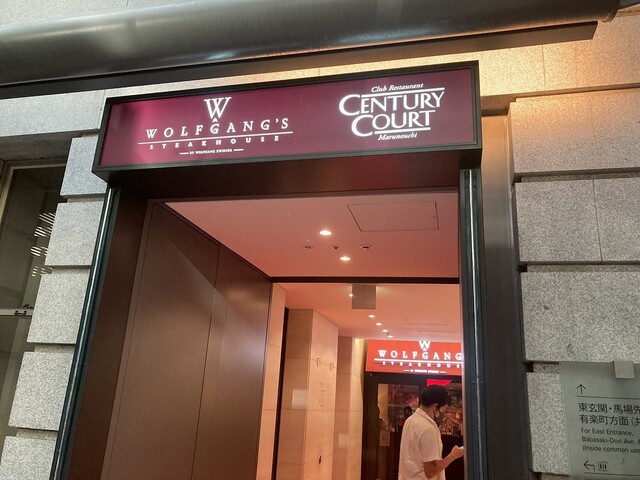 W
WOLFGANG'S
STEAKHOUSE
BY WOLFGANG ZWIENER
Club Restaurant
CENTURY
COURT
Marunouchi
W
WOLFGANG
STEAKHOUSE
↑
東玄関・馬場先
有楽町方面
For East Entrance,
Babasaki-Dori Ave.
(Inside common use
←